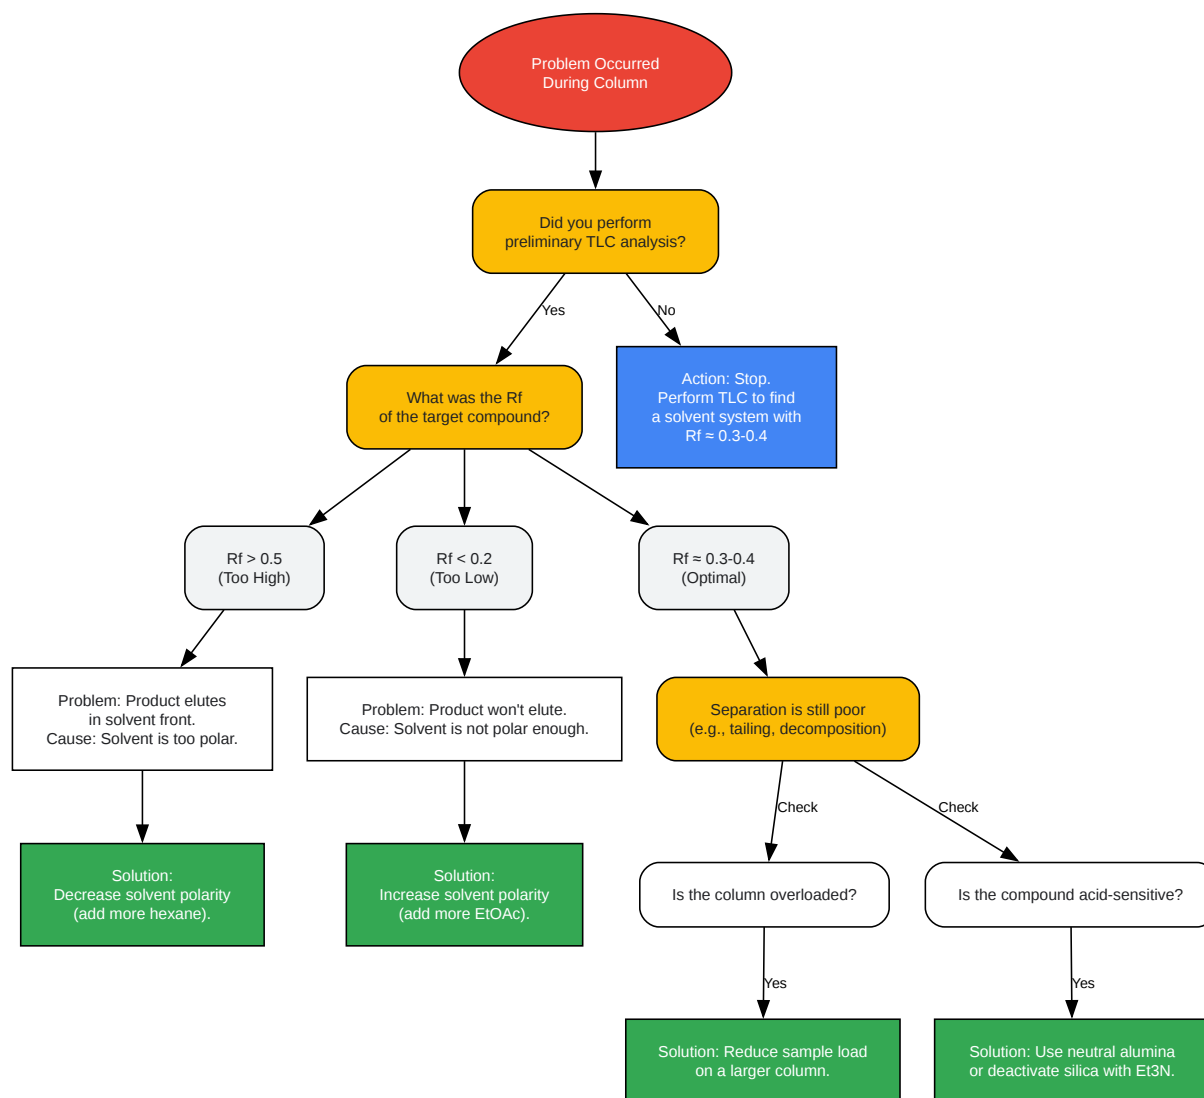 Problem Occurred
During Column
Did you perform
preliminary TLC analysis?
Yes
No
What was the Rf
of the target compound?
Action: Stop.
Perform TLC to find
a solvent system with
Rf ≈ 0.3-0.4
Rf > 0.5
(Too High)
Rf < 0.2
(Too Low)
Rf ≈ 0.3-0.4
(Optimal)
Problem: Product elutes
in solvent front.
Cause: Solvent is too polar.
Problem: Product won't elute.
Cause: Solvent is not polar enough.
Separation is still poor
(e.g., tailing, decomposition)
Check
Check
Solution:
Decrease solvent polarity
(add more hexane).
Solution:
Increase solvent polarity
(add more EtOAc).
Is the column overloaded?
Is the compound acid-sensitive?
Yes
Yes
Solution: Reduce sample load
on a larger column.
Solution: Use neutral alumina
or deactivate silica with Et3N.